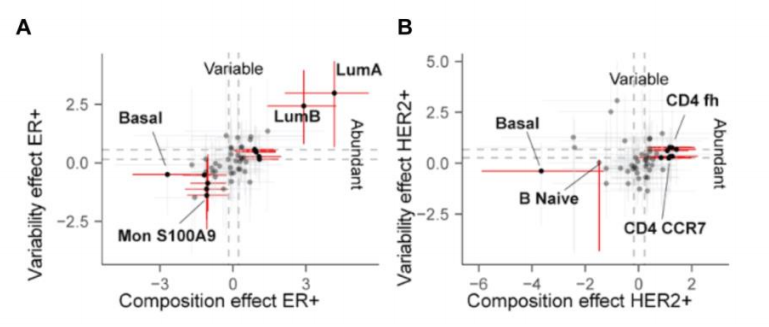 A
Variability effect ER+
2.5
0.0
−2.5
Variable
LumA
LumB
Basal
Abundant
Mon S100A9
−3
0
3
Composition effect ER+
B
Variability effect HER2+
5.0
2.5
0.0
−2.5
Variable
CD4 fh
Basal
Abundant
B Naive
CD4 CCR7
−6
−4
−2
0
2
Composition effect HER2+